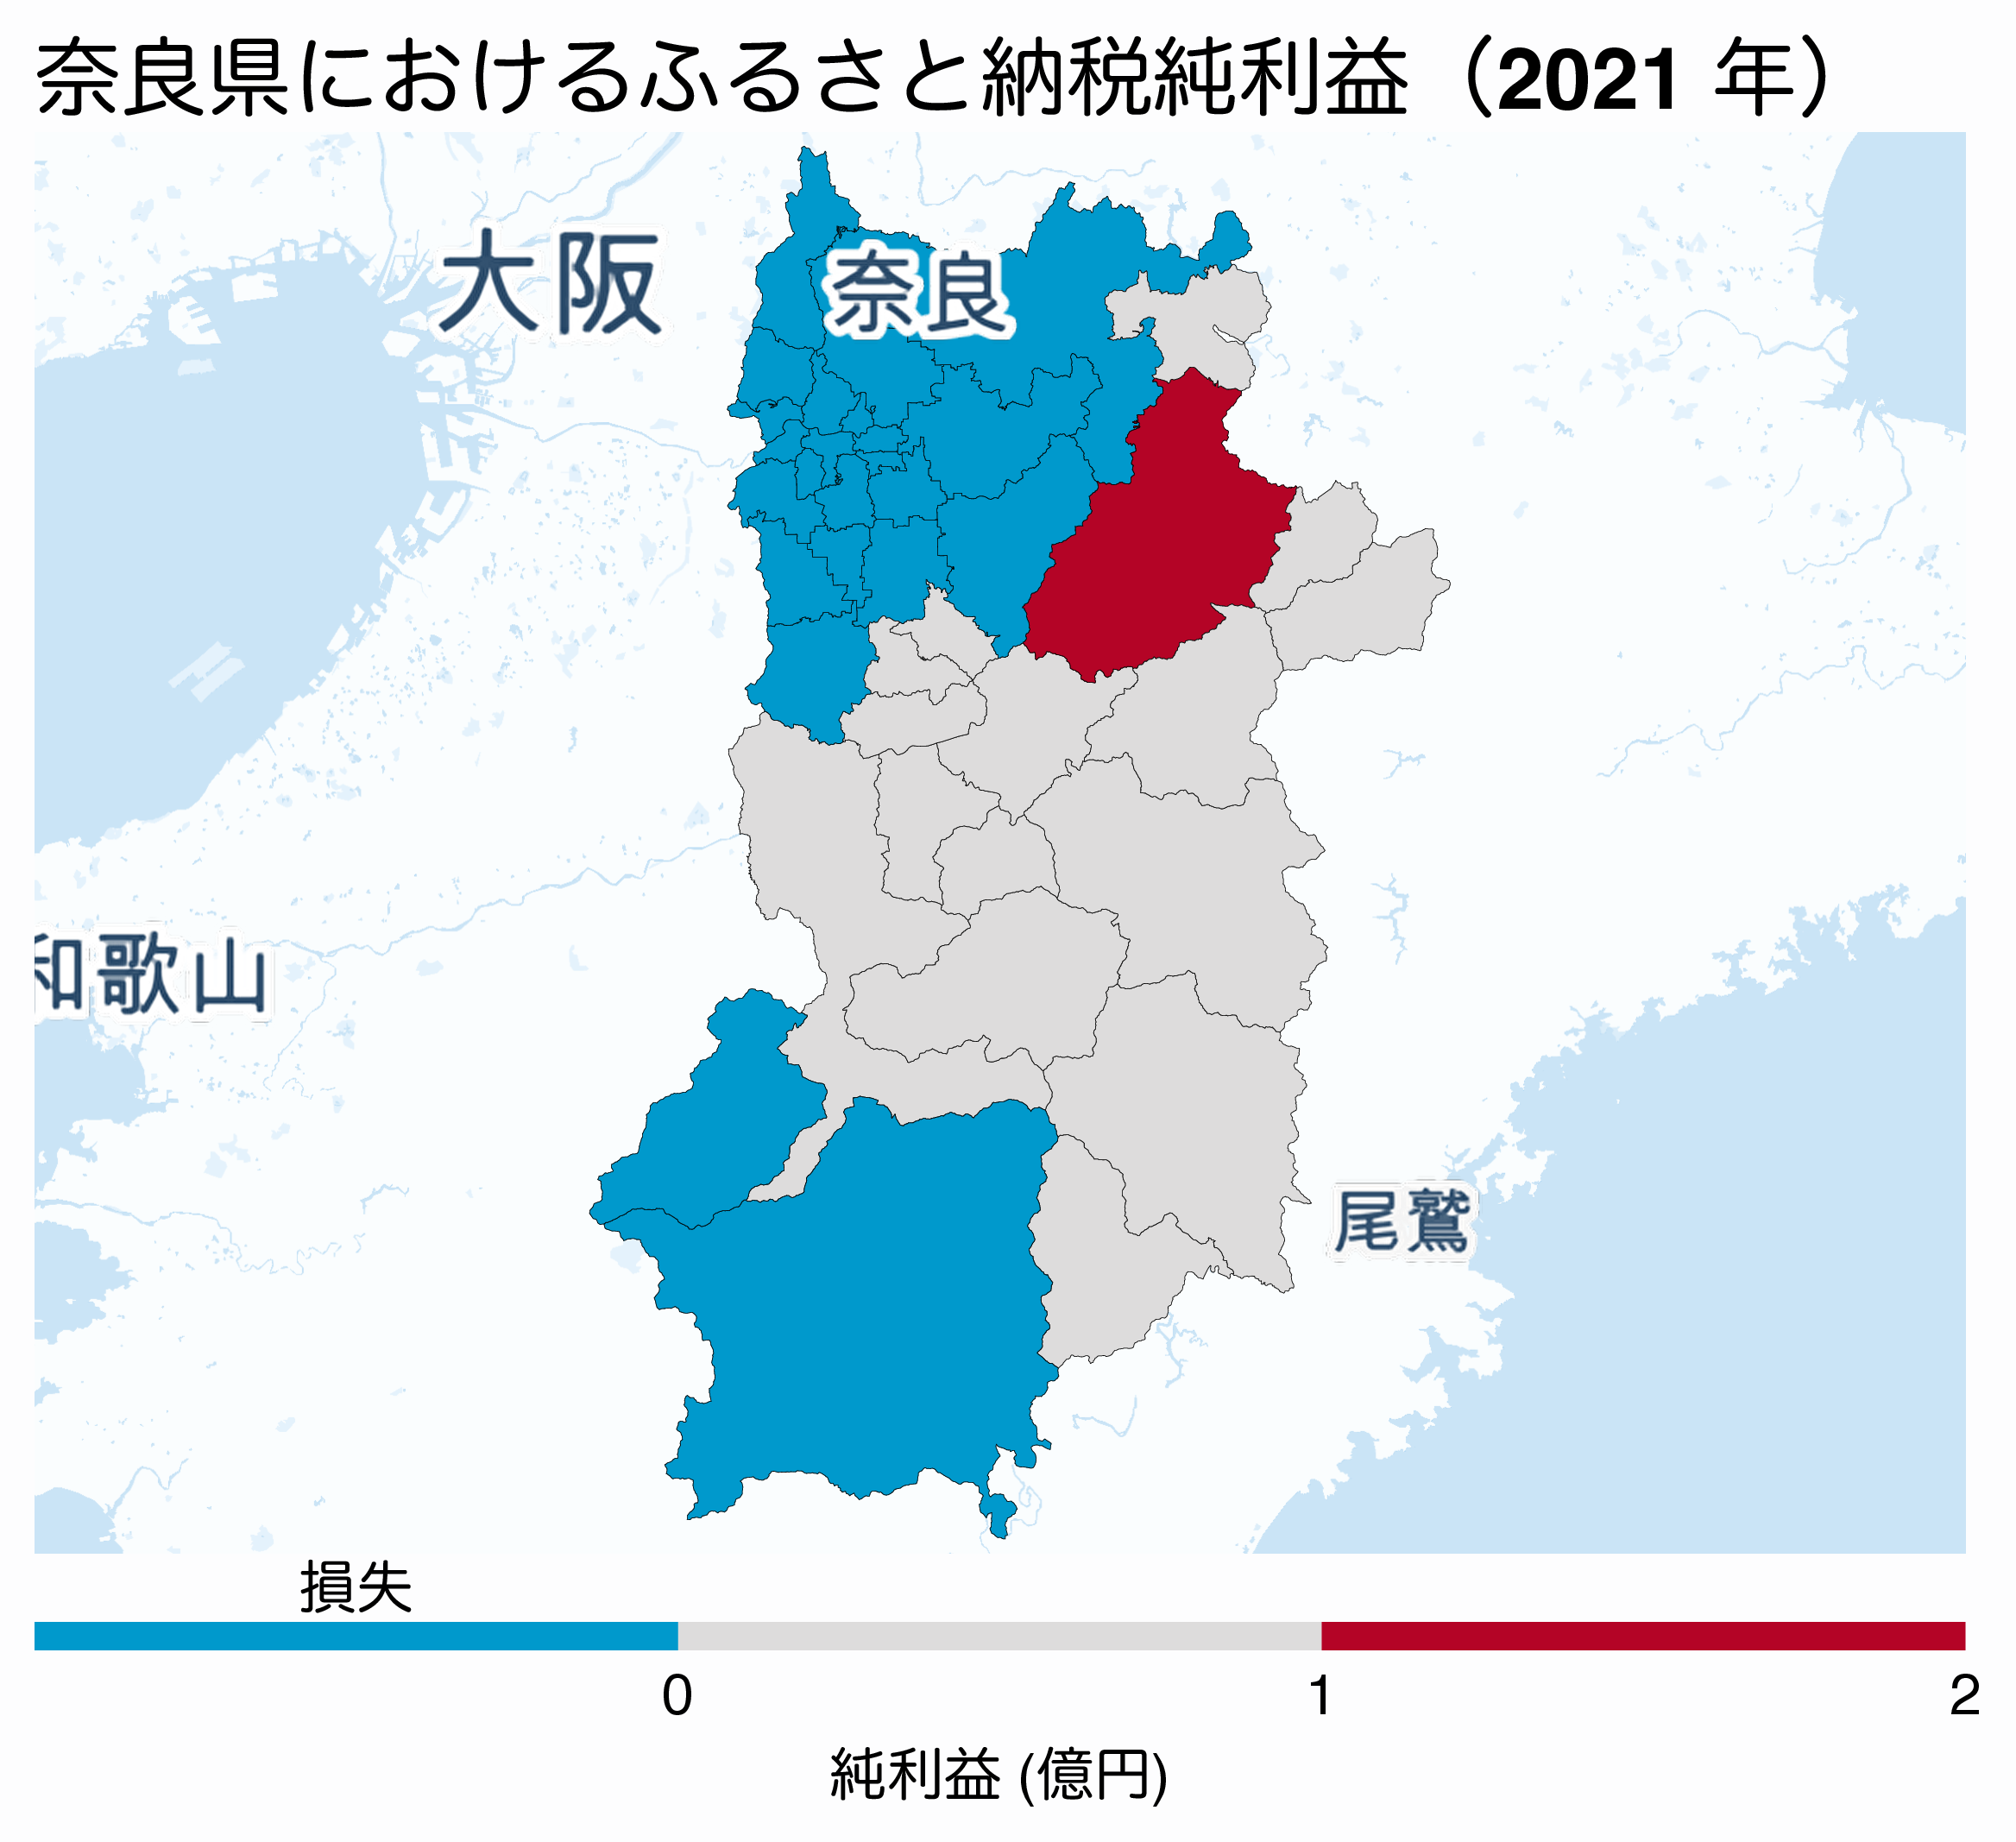 奈良県におけるふるさと納税純利益（2021 年）
大阪
奈良
和歌山
尾鷲
損失
0 1 2
純利益 (億円)